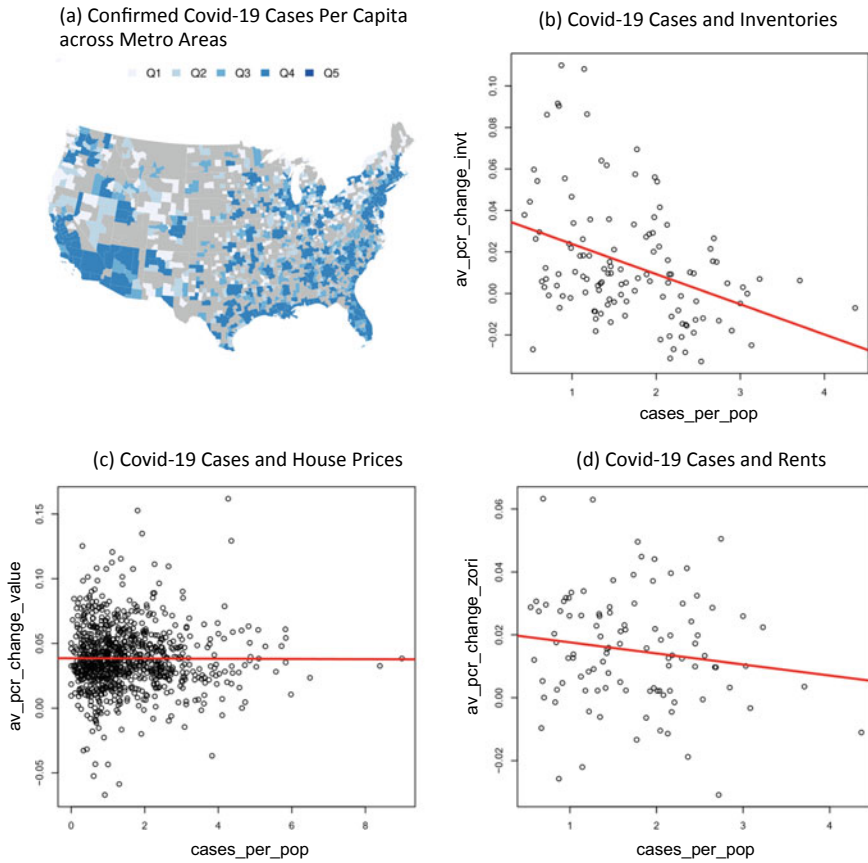 (a) Confirmed Covid-19 Cases Per Capita
across Metro Areas
Q1 Q2 Q3 Q4 Q5
(b) Covid-19 Cases and Inventories
av_pcr_change_invt
0.10
0.08
0.06
0.04
0.02
0.00
−0.02
1 2 3 4
cases_per_pop
(c) Covid-19 Cases and House Prices
av_pcr_change_value
0.15
0.10
0.05
0.00
−0.05
0 2 4 6 8
cases_per_pop
(d) Covid-19 Cases and Rents
av_pcr_change_zori
0.06
0.04
0.02
0.00
−0.02
1 2 3 4
cases_per_pop